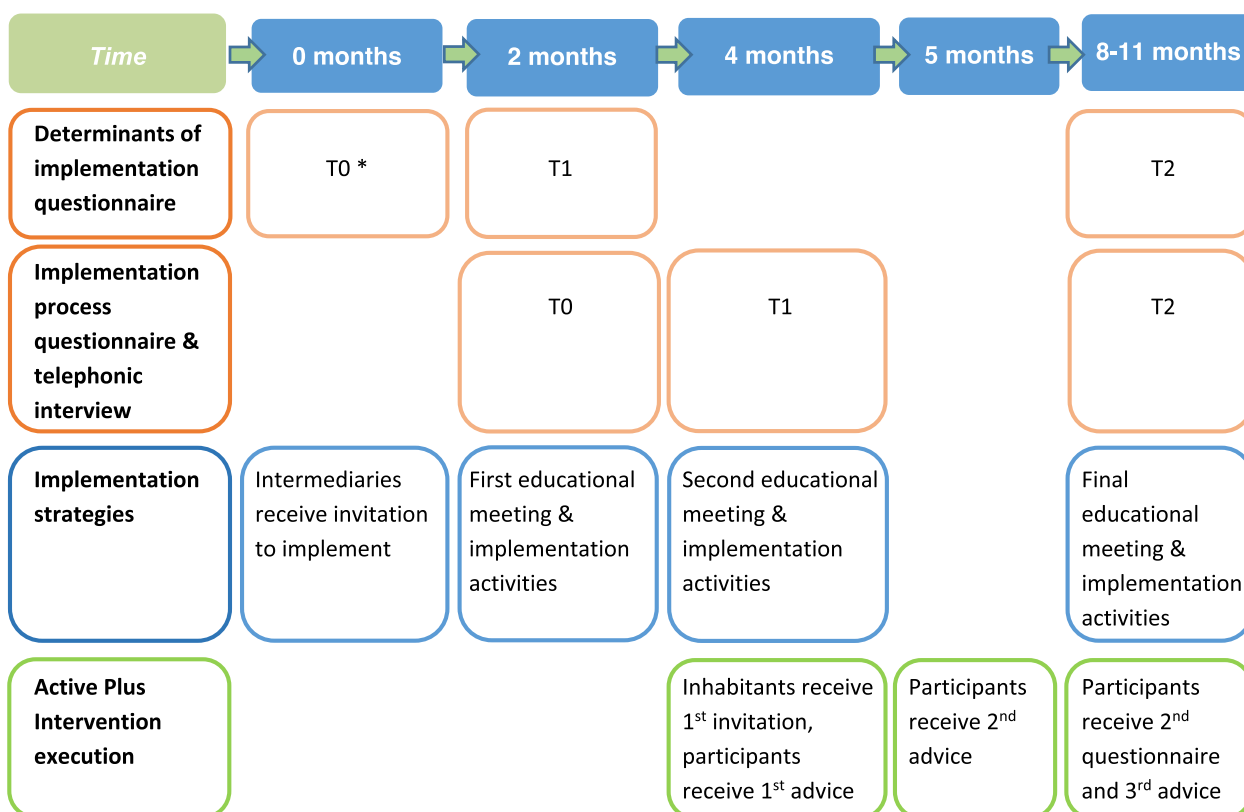 Time
0 months
2 months
4 months
5 months
8-11 months
Determinants of
implementation
questionnaire
T0 *
T1
T2
Implementation
process
questionnaire &
telephonic
interview
T0
T1
T2
Implementation
strategies
Intermediaries
receive invitation
to implement
First educational
meeting &
implementation
activities
Second educational
meeting &
implementation
activities
Final
educational
meeting &
implementation
activities
Active Plus
Intervention
execution
Inhabitants receive
1st invitation,
participants
receive 1st advice
Participants
receive 2nd
advice
Participants
receive 2nd
questionnaire
and 3rd advice